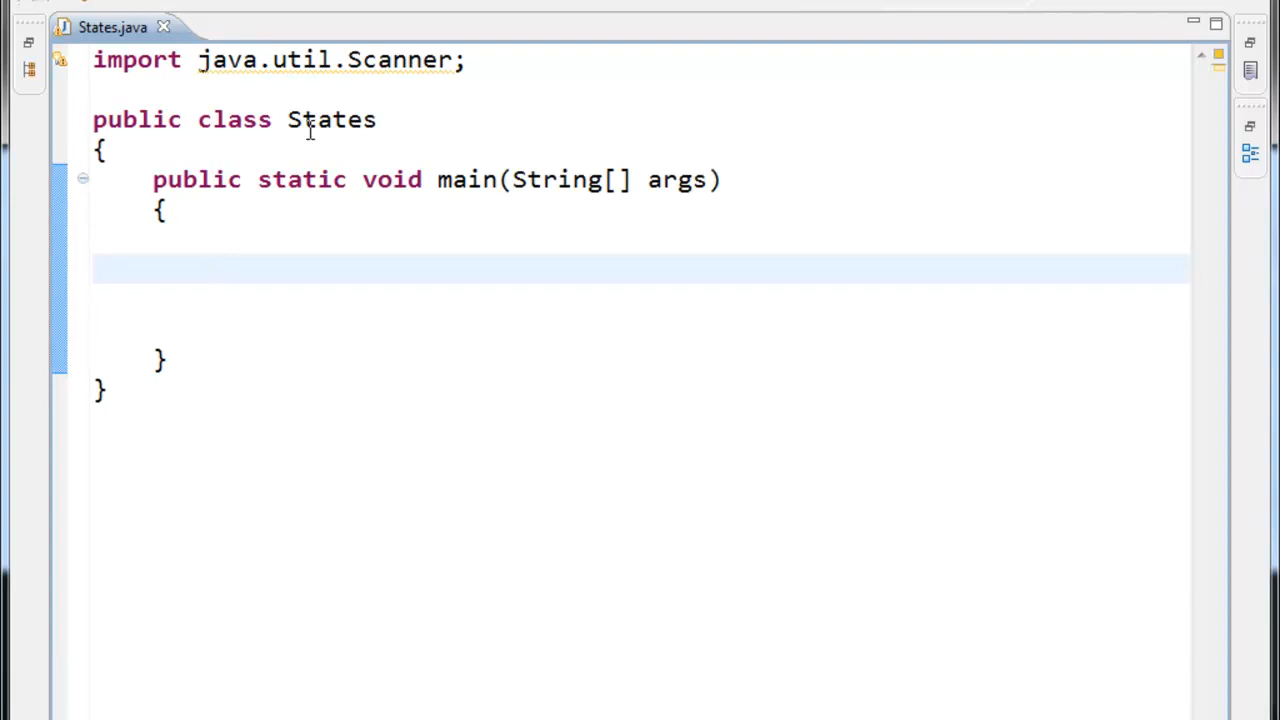 States.java
import java.util.Scanner;
public class States
{
public static void main(String[] args)
{
}
}